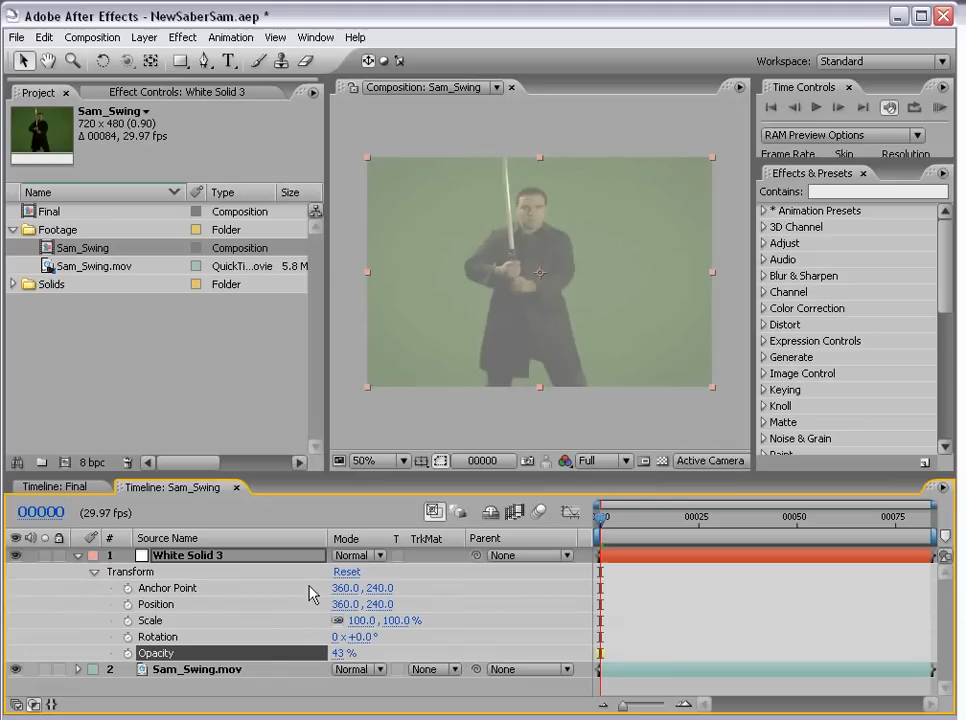 Adobe After Effects - NewSaberSam.aep *
File Edit Composition Layer Effect Animation View Window Help
Workspace: Standard
Project Effect Controls: White Solid 3
Sam_Swing
720 x 480 (0.90)
Δ 00084, 29.97 fps
Name Type Size
Final Composition
Footage Folder
Sam_Swing Composition
Sam_Swing.mov QuickTi...ovie 5.8 M
Solids Folder
8 bpc
Composition: Sam_Swing
50% 00000 Full Active Camera
Time Controls
RAM Preview Options
Frame Rate Skip Resolution
Effects & Presets
Contains:
* Animation Presets
3D Channel
Adjust
Audio
Blur & Sharpen
Channel
Color Correction
Distort
Expression Controls
Generate
Image Control
Keying
Knoll
Matte
Noise & Grain
Timeline: Final Timeline: Sam_Swing
00000 (29.97 fps)
00025 00050 00075
# Source Name Mode T TrkMat Parent
1 White Solid 3 Normal None
Transform Reset
Anchor Point 360.0, 240.0
Position 360.0, 240.0
Scale 100.0, 100.0 %
Rotation 0 x +0.0°
Opacity 43 %
2 Sam_Swing.mov Normal None None